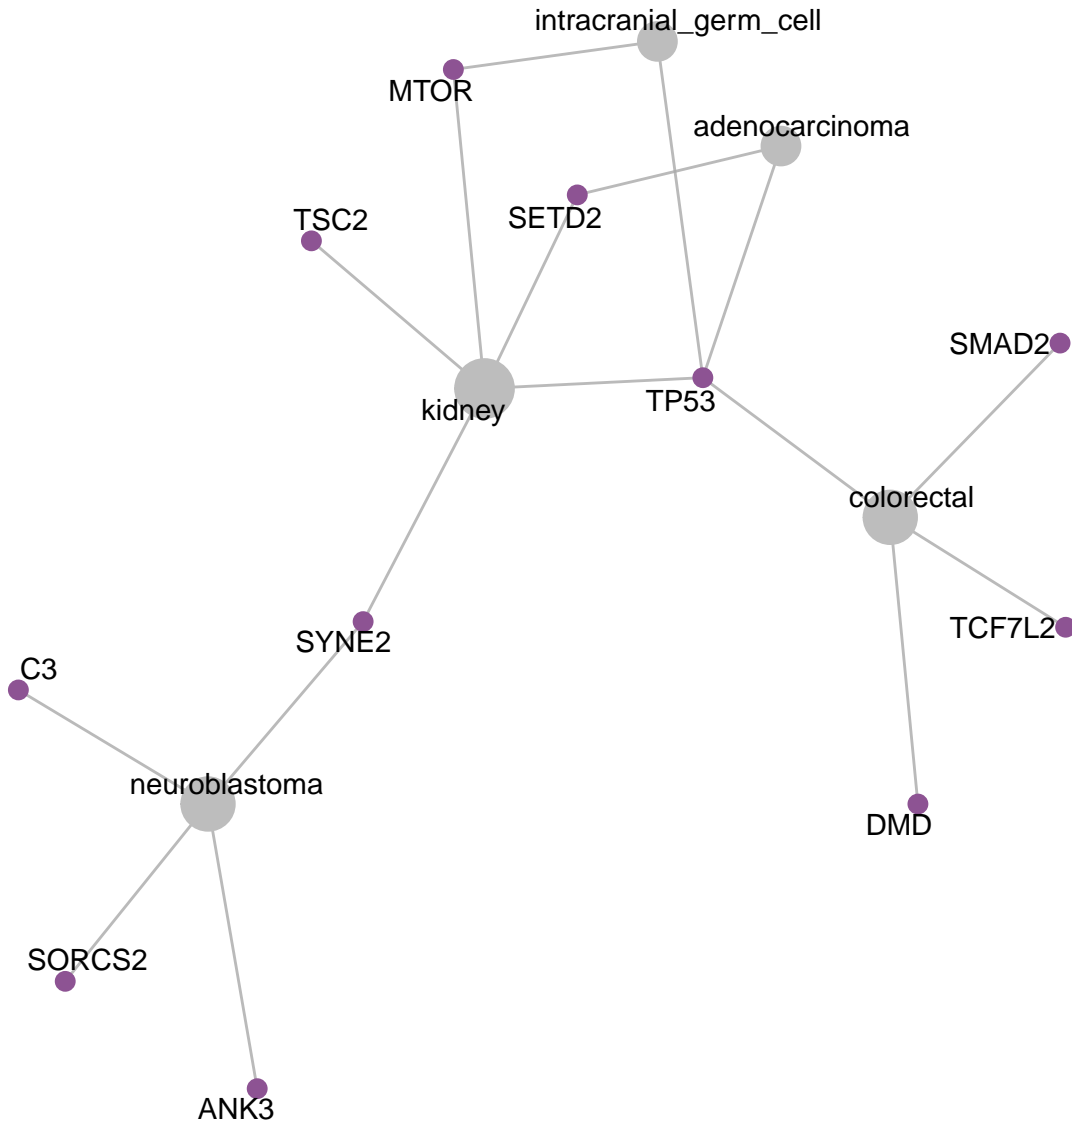 intracranial_germ_cell
MTOR
adenocarcinoma
SETD2
TSC2
SMAD2
TP53
kidney
colorectal
TCF7L2
SYNE2
C3
neuroblastoma
DMD
SORCS2
ANK3